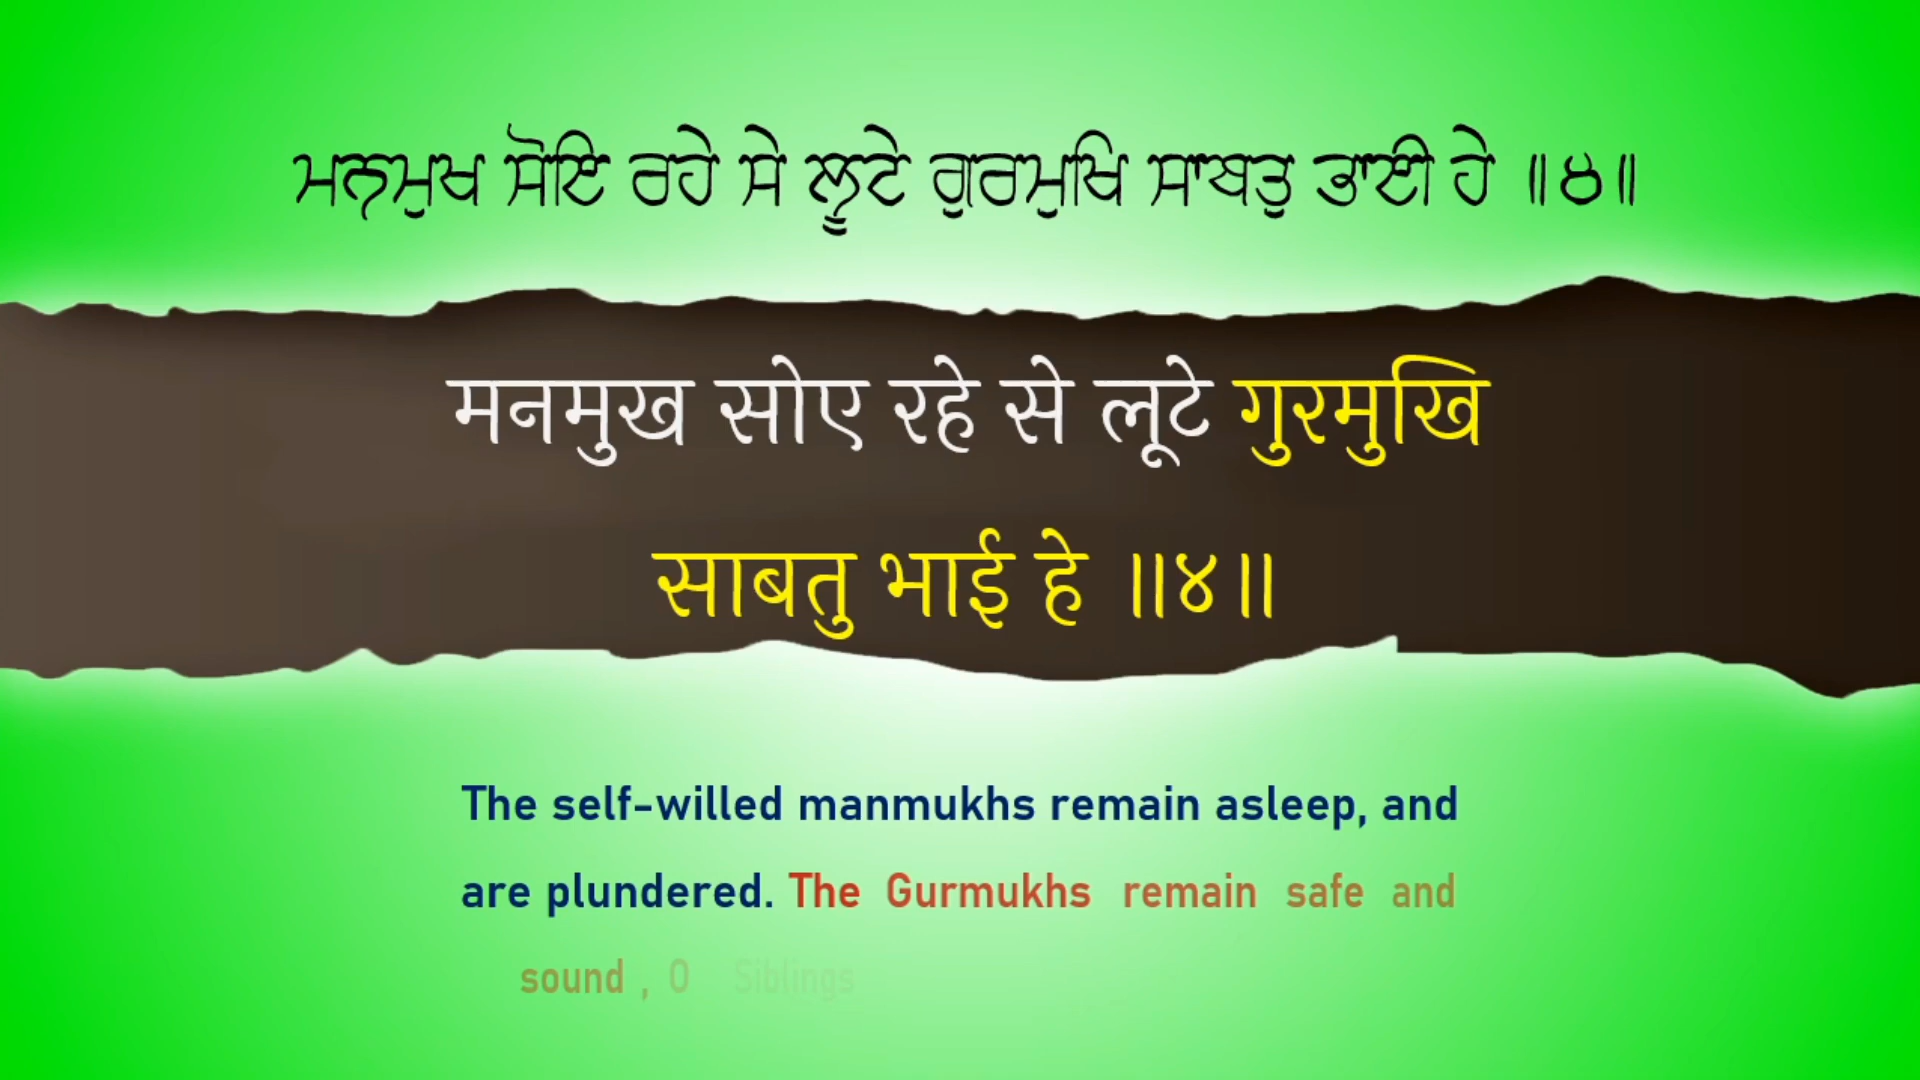 ਮਨਮੁਖ ਸੋਇ ਰਹੇ ਸੇ ਲੂਟੇ ਗੁਰਮੁਖਿ ਸਾਬਤੁ ਭਾਈ ਹੇ ॥੪॥
मनमुख सोए रहे से लूटे गुरमुखि
साबतु भाई हे ॥४॥
The self-willed manmukhs remain asleep, and
are plundered. The Gurmukhs remain safe and
sound , O Siblings